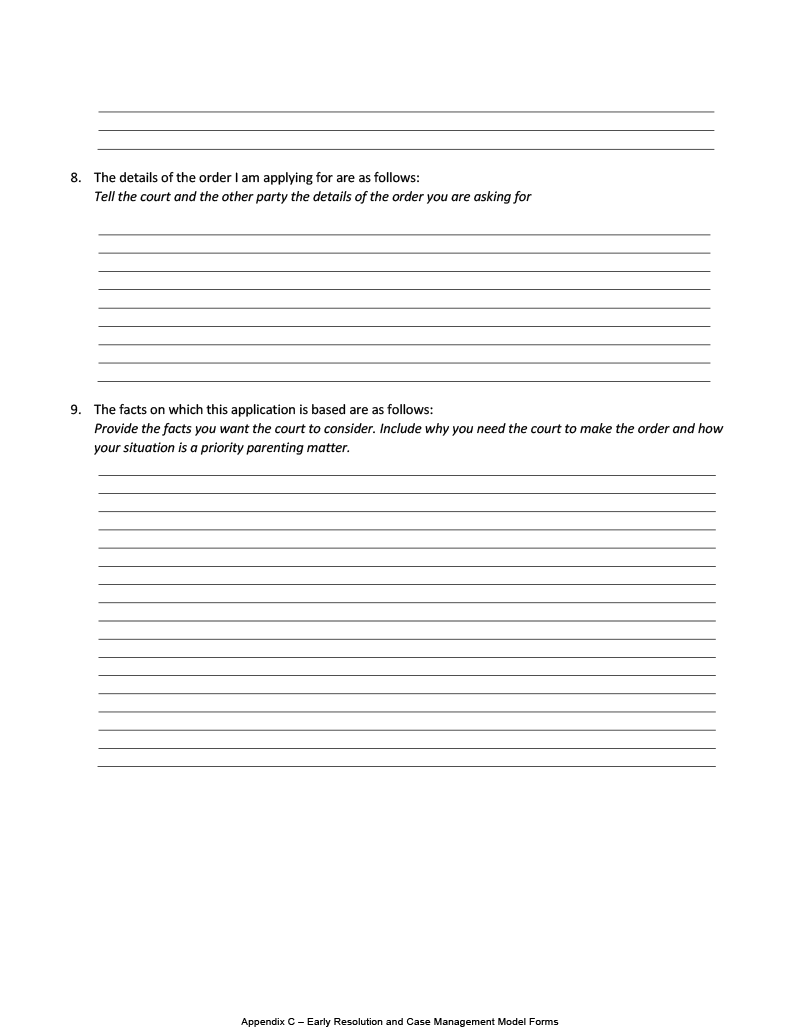 8. The details of the order I am applying for are as follows:
Tell the court and the other party the details of the order you are asking for
9. The facts on which this application is based are as follows:
Provide the facts you want the court to consider. Include why you need the court to make the order and how
your situation is a priority parenting matter.
Appendix C – Early Resolution and Case Management Model Forms